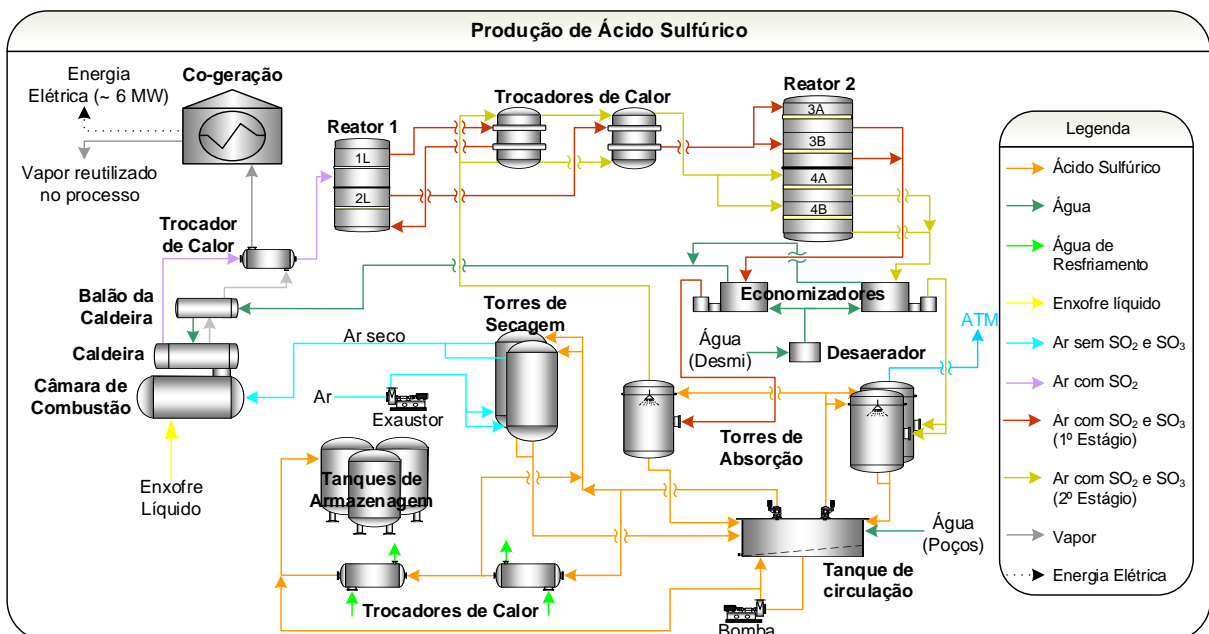 Produção de Ácido Sulfúrico
Energia
Elétrica (~ 6 MW)
Co-geração
Vapor reutilizado
no processo
Trocador
de Calor
Balão da
Caldeira
Caldeira
Câmara de
Combustão
Enxofre
Líquido
Reator 1
1L
2L
Trocadores de Calor
Reator 2
3A
3B
4A
4B
Economizadores
Água
(Desmi)
Desaerador
ATM
Torres de
Secagem
Ar seco
Ar
Exaustor
Torres de
Absorção
Tanques de
Armazenagem
Trocadores de Calor
Água
(Poços)
Tanque de
circulação
Bomba
Legenda
Ácido Sulfúrico
Água
Água de
Resfriamento
Enxofre líquido
Ar sem SO₂ e SO₃
Ar com SO₂
Ar com SO₂ e SO₃
(1º Estágio)
Ar com SO₂ e SO₃
(2º Estágio)
Vapor
Energia Elétrica